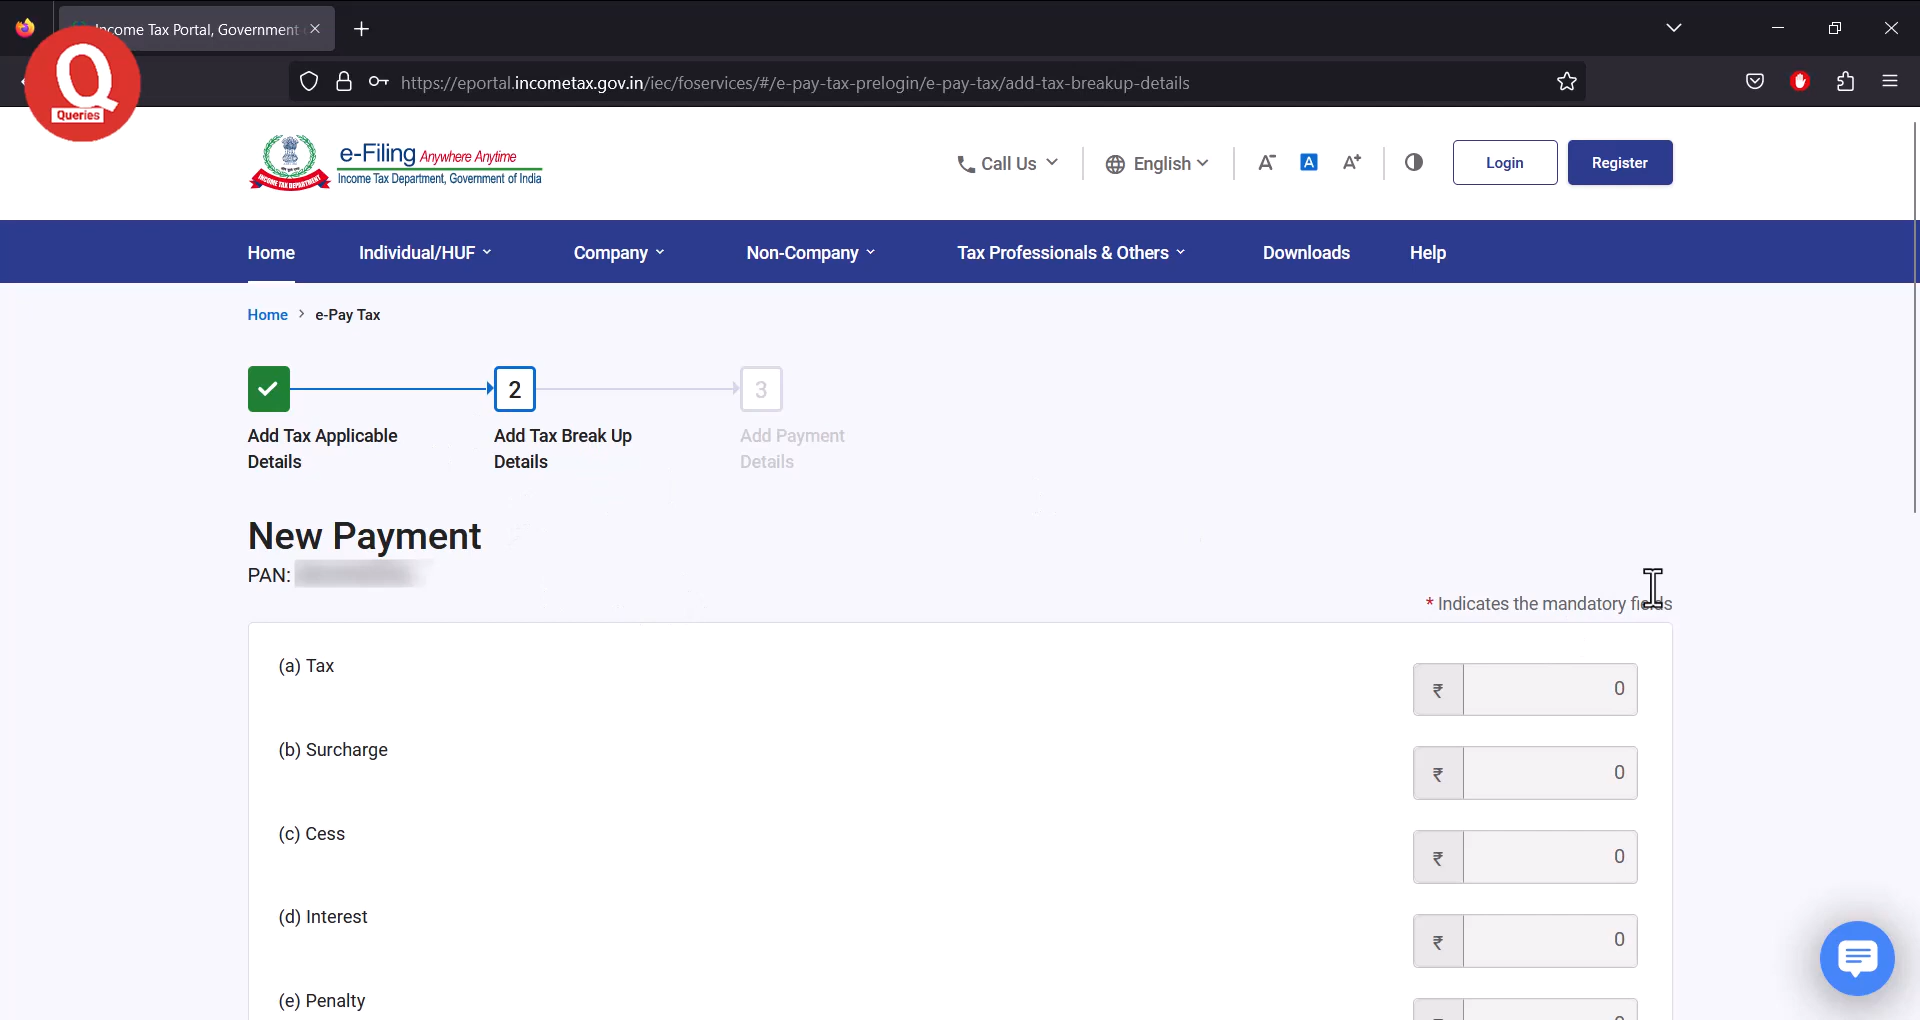 Income Tax Portal, Government
Q
Queries
https://eportal.incometax.gov.in/iec/foservices/#/e-pay-tax-prelogin/e-pay-tax/add-tax-breakup-details
INCOME TAX DEPARTMENT
e-Filing Anywhere Anytime
Income Tax Department, Government of India
Call Us
English
A-
A
A+
Login
Register
Home
Individual/HUF
Company
Non-Company
Tax Professionals & Others
Downloads
Help
Home > e-Pay Tax
2
3
Add Tax Applicable
Details
Add Tax Break Up
Details
Add Payment
Details
New Payment
PAN:
* Indicates the mandatory fields
(a) Tax
₹ 0
(b) Surcharge
₹ 0
(c) Cess
₹ 0
(d) Interest
₹ 0
(e) Penalty